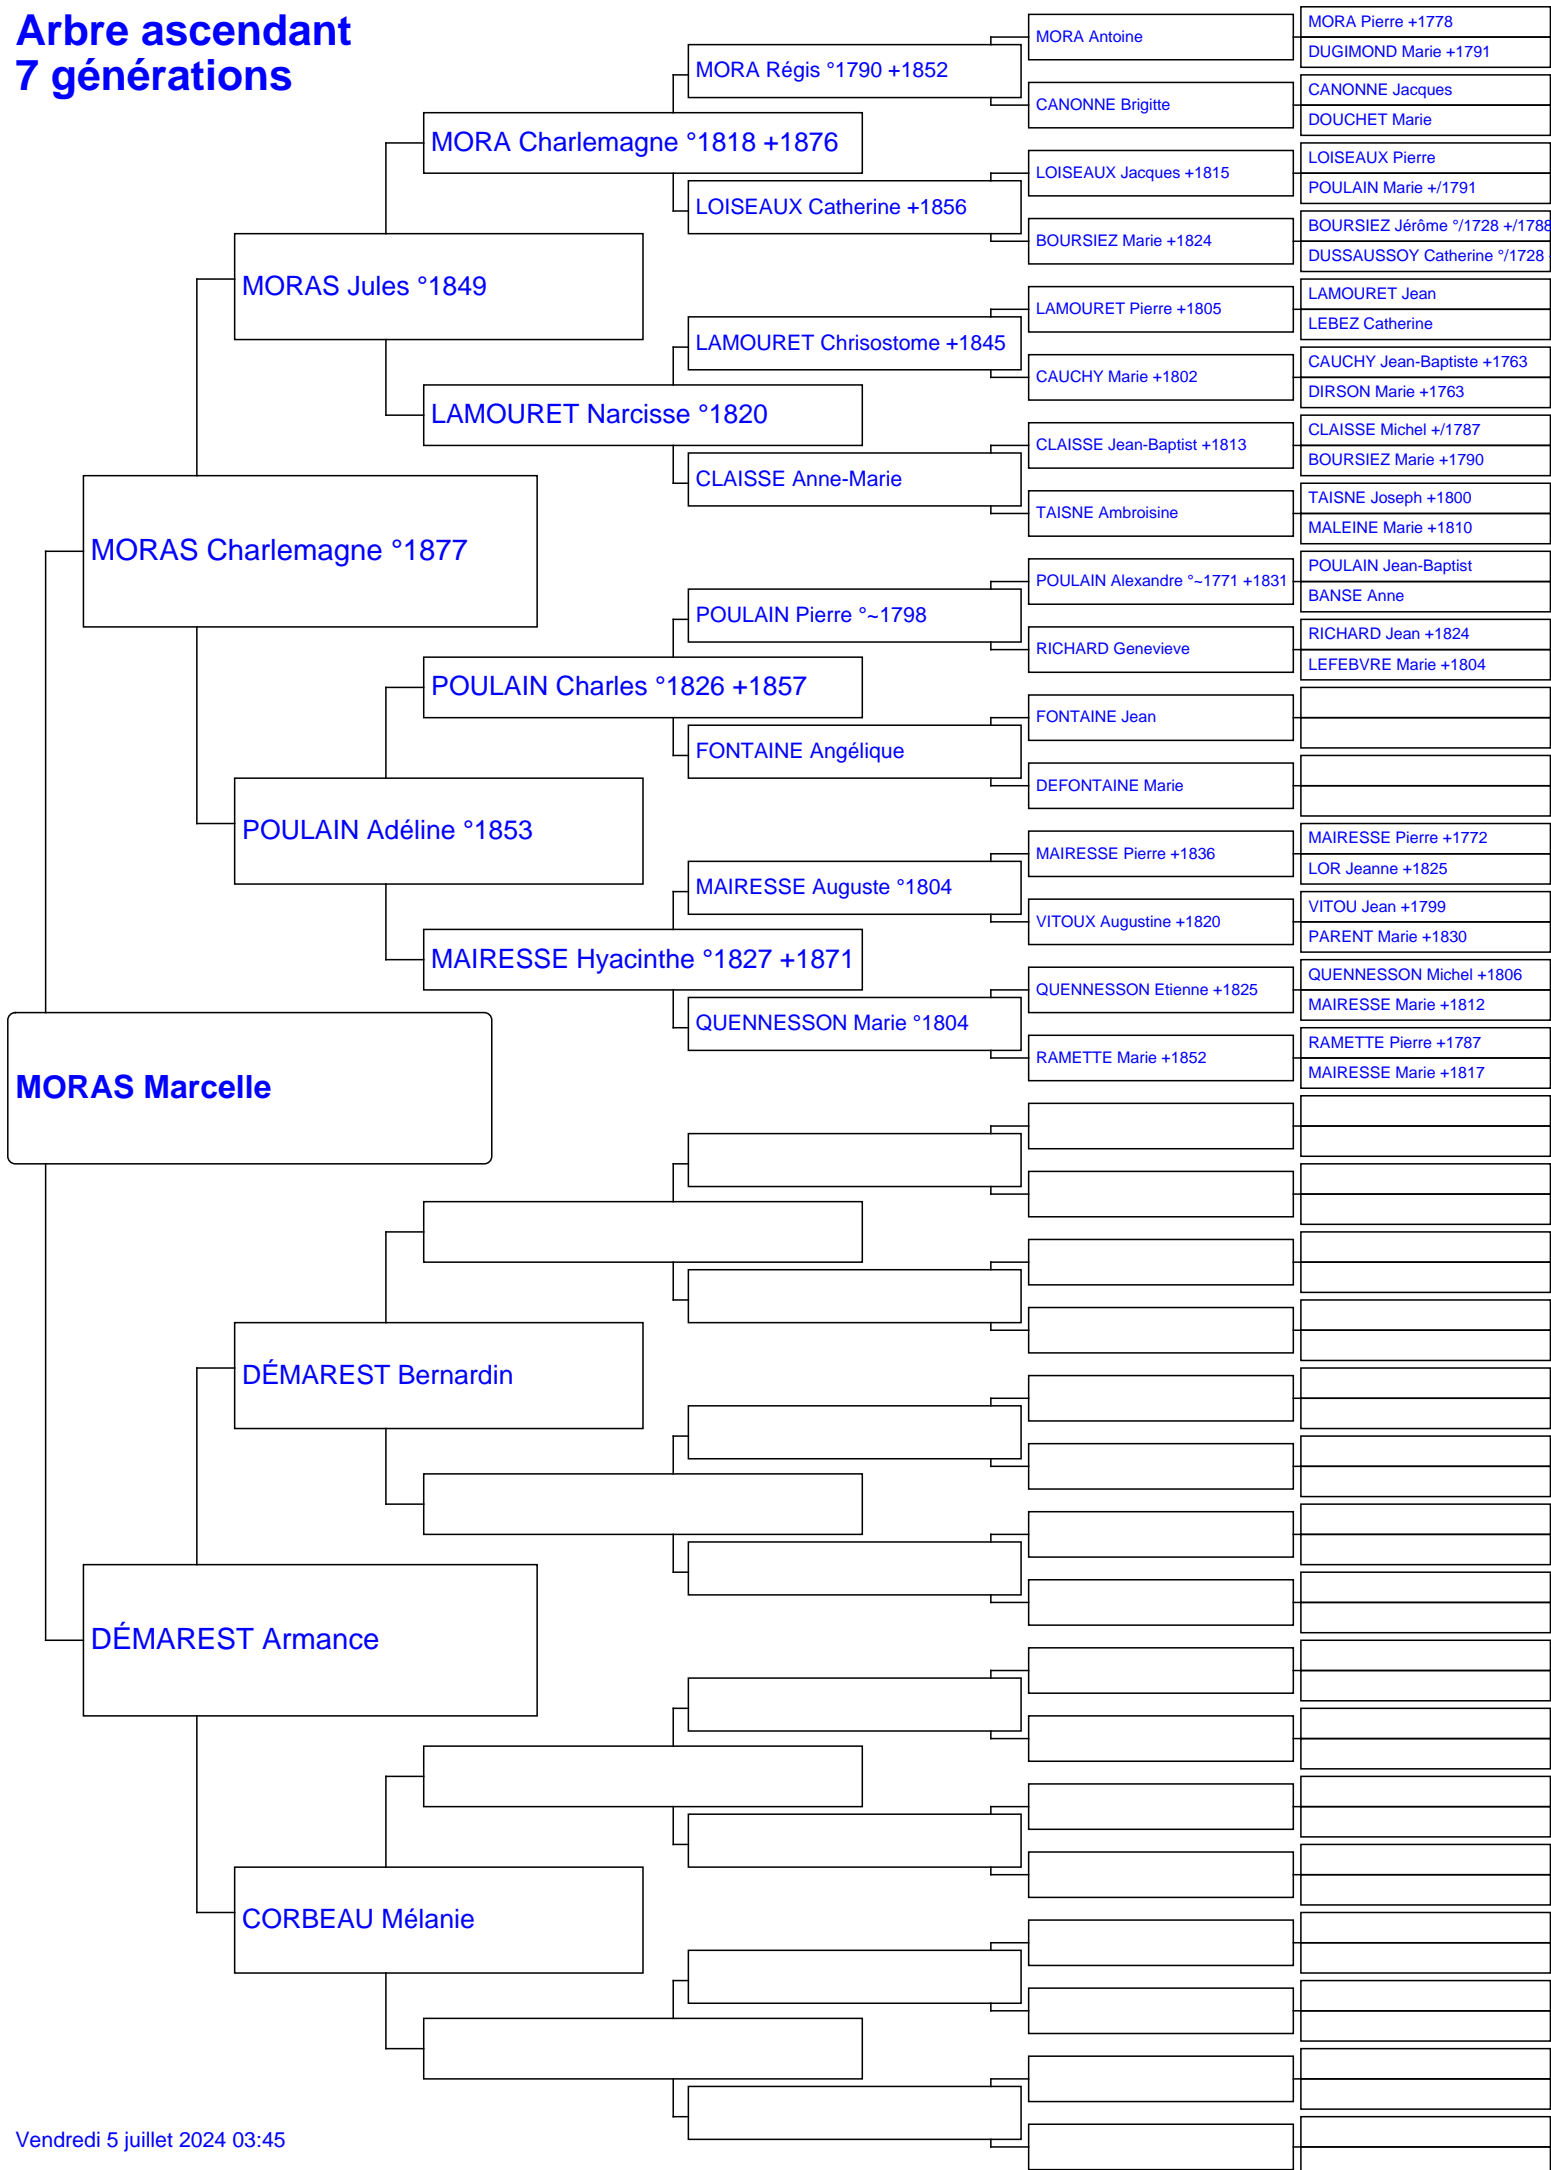 Arbre ascendant
7 générations
MORAS Marcelle
MORAS Charlemagne °1877
DÉMAREST Armance
MORAS Jules °1849
POULAIN Adéline °1853
DÉMAREST Bernardin
CORBEAU Mélanie
MORA Charlemagne °1818 +1876
LAMOURET Narcisse °1820
POULAIN Charles °1826 +1857
MAIRESSE Hyacinthe °1827 +1871
MORA Régis °1790 +1852
LOISEAUX Catherine +1856
LAMOURET Chrisostome +1845
CLAISSE Anne-Marie
POULAIN Pierre °~1798
FONTAINE Angélique
MAIRESSE Auguste °1804
QUENNESSON Marie °1804
MORA Antoine
CANONNE Brigitte
LOISEAUX Jacques +1815
BOURSIEZ Marie +1824
LAMOURET Pierre +1805
CAUCHY Marie +1802
CLAISSE Jean-Baptist +1813
TAISNE Ambroisine
POULAIN Alexandre °~1771 +1831
RICHARD Genevieve
FONTAINE Jean
DEFONTAINE Marie
MAIRESSE Pierre +1836
VITOUX Augustine +1820
QUENNESSON Etienne +1825
RAMETTE Marie +1852
MORA Pierre +1778
DUGIMOND Marie +1791
CANONNE Jacques
DOUCHET Marie
LOISEAUX Pierre
POULAIN Marie +/1791
BOURSIEZ Jérôme °/1728 +/1788
DUSSAUSSOY Catherine °/1728
LAMOURET Jean
LEBEZ Catherine
CAUCHY Jean-Baptiste +1763
DIRSON Marie +1763
CLAISSE Michel +/1787
BOURSIEZ Marie +1790
TAISNE Joseph +1800
MALEINE Marie +1810
POULAIN Jean-Baptist
BANSE Anne
RICHARD Jean +1824
LEFEBVRE Marie +1804
MAIRESSE Pierre +1772
LOR Jeanne +1825
VITOU Jean +1799
PARENT Marie +1830
QUENNESSON Michel +1806
MAIRESSE Marie +1812
RAMETTE Pierre +1787
MAIRESSE Marie +1817
Vendredi 5 juillet 2024 03:45